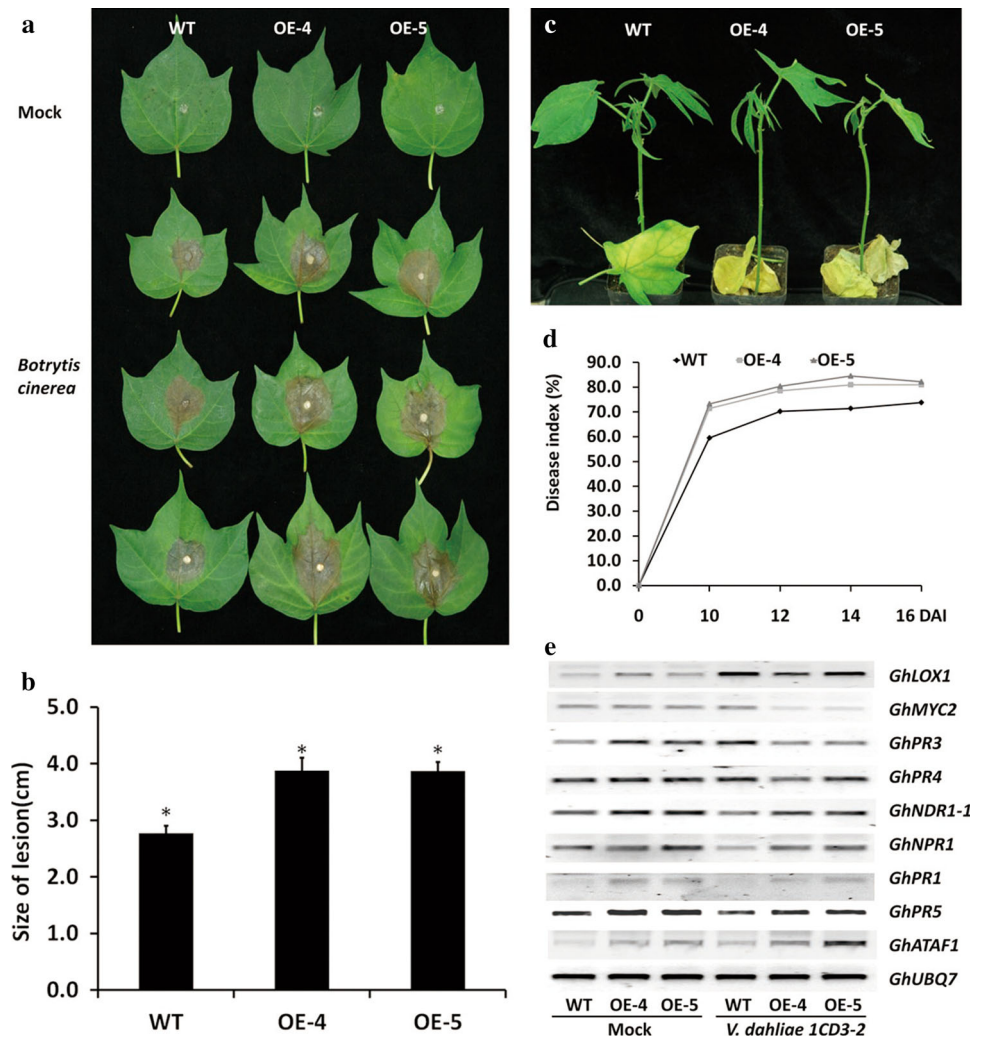 a
WT OE-4 OE-5
Mock
Botrytis
cinerea
b
5.0
4.0
3.0
2.0
1.0
0.0
Size of lesion(cm)
*
*
*
WT OE-4 OE-5
c
WT OE-4 OE-5
d
WT OE-4 OE-5
90.0
80.0
70.0
60.0
50.0
40.0
30.0
20.0
10.0
0.0
Disease index (%)
0 10 12 14 16 DAI
e
GhLOX1
GhMYC2
GhPR3
GhPR4
GhNDR1-1
GhNPR1
GhPR1
GhPR5
GhATAF1
GhUBQ7
WT OE-4 OE-5 WT OE-4 OE-5
Mock V. dahliae 1CD3-2